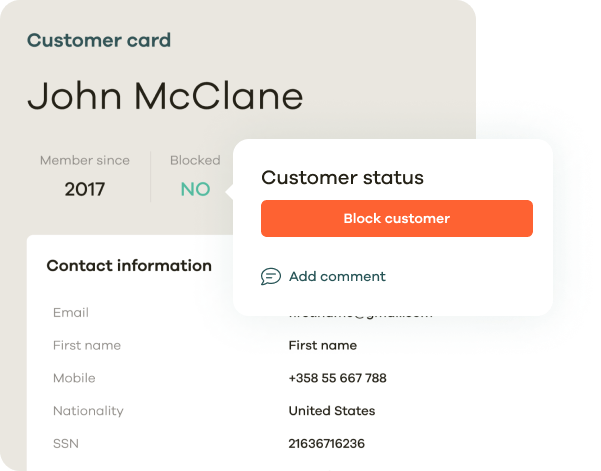 Customer card
John McClane
Member since
2017
Blocked
NO
Customer status
Block customer
Add comment
Contact information
Email
First name First name
Mobile +358 55 667 788
Nationality United States
SSN 21636716236